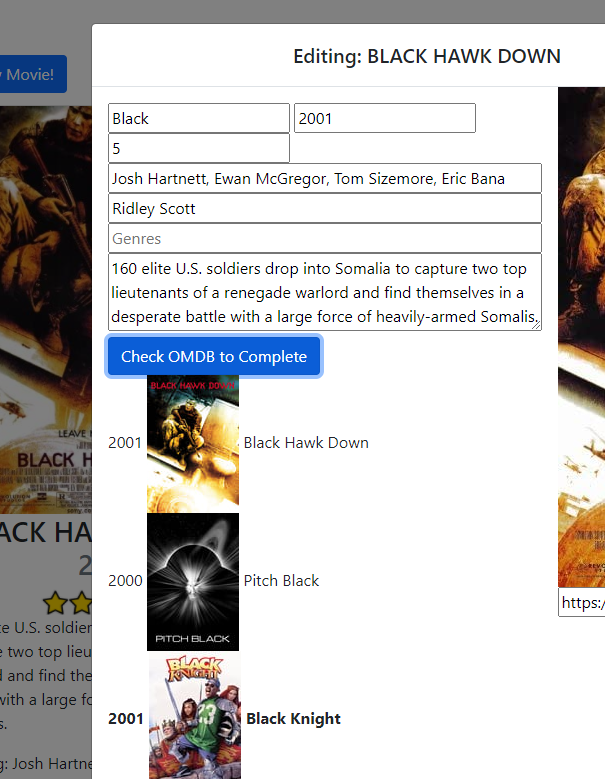 Editing: BLACK HAWK DOWN
y Movie!
Black
2001
5
Josh Hartnett, Ewan McGregor, Tom Sizemore, Eric Bana
Ridley Scott
Genres
160 elite U.S. soldiers drop into Somalia to capture two top
lieutenants of a renegade warlord and find themselves in a
desperate battle with a large force of heavily-armed Somalis.
Check OMDB to Complete
2001
BLACK HAWK DOWN
Black Hawk Down
2000
PITCH BLACK
Pitch Black
2001
BLACK KNIGHT
23
Black Knight
https:/
LEAVE
BLACK H
ACK HA
2
te U.S. soldier
e two top lieu
d and find the
with a large fo
s.
g: Josh Hartne